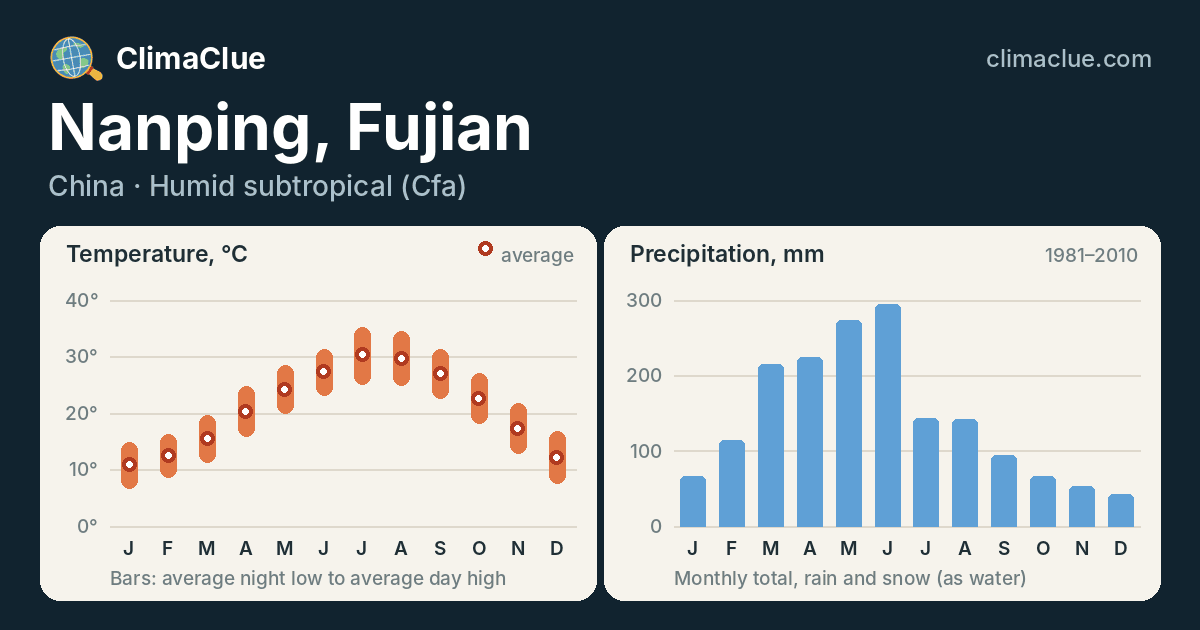 ClimaClue
climaclue.com
Nanping, Fujian
China · Humid subtropical (Cfa)
Temperature, °C
average
40°
30°
20°
10°
0°
J F M A M J J A S O N D
Bars: average night low to average day high
Precipitation, mm
1981–2010
300
200
100
0
J F M A M J J A S O N D
Monthly total, rain and snow (as water)